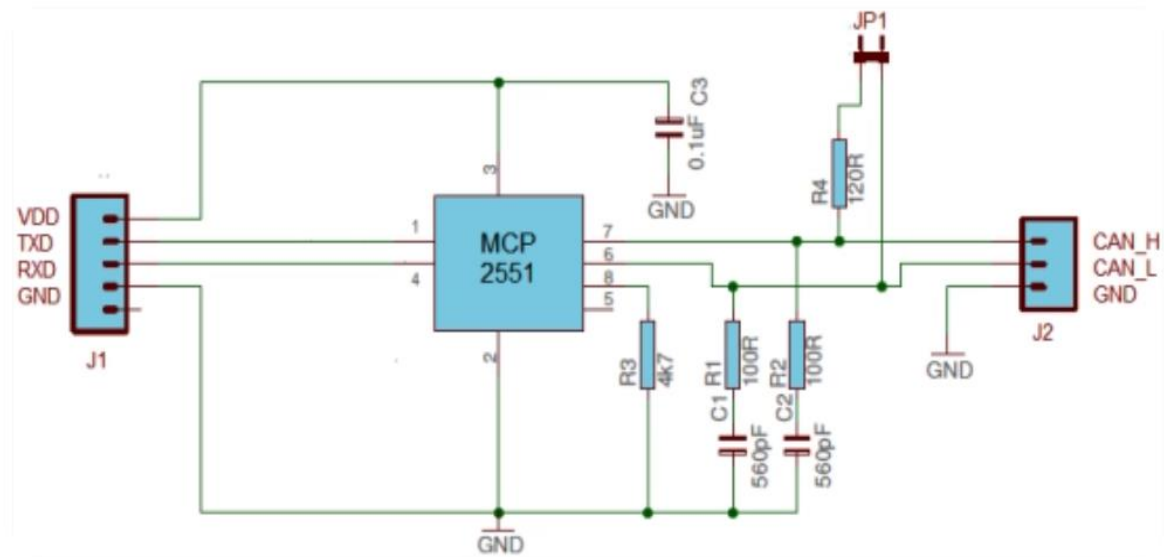 JP1
C3
0.1uF
GND
R4
120R
VDD
TXD
RXD
GND
J1
1
4
3
MCP
2551
2
7
6
8
5
CAN_H
CAN_L
GND
J2
GND
R3
4k7
R1
100R
R2
100R
C1
560pF
C2
560pF
GND